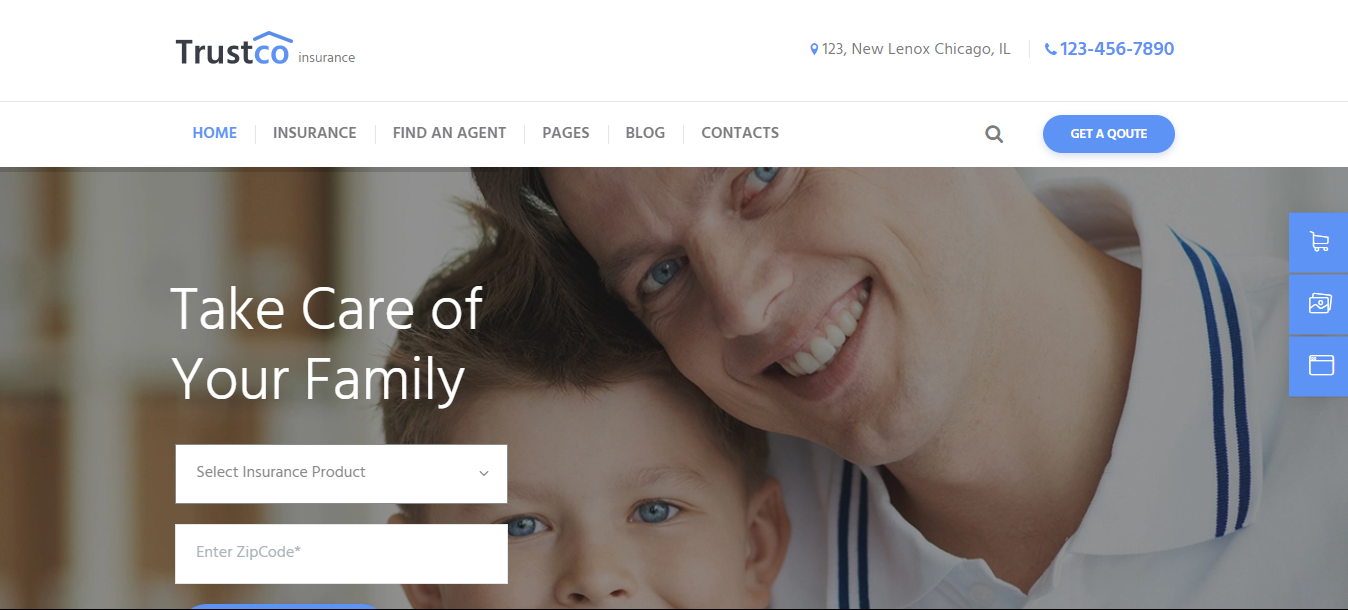 Trustco insurance
123, New Lenox Chicago, IL
123-456-7890
HOME
INSURANCE
FIND AN AGENT
PAGES
BLOG
CONTACTS
GET A QOUTE
Take Care of
Your Family
Select Insurance Product
Enter ZipCode*